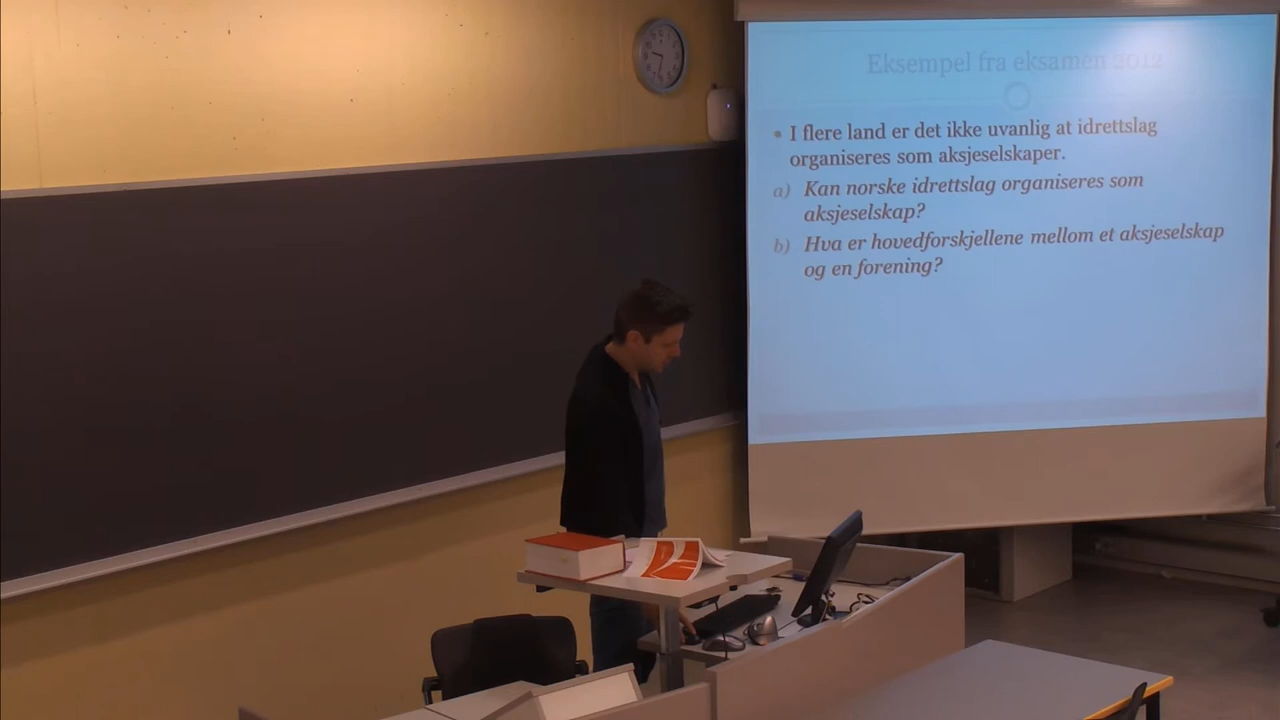 Eksempel fra eksamen 2012
• I flere land er det ikke uvanlig at idrettslag
organiseres som aksjeselskaper.
a) Kan norske idrettslag organiseres som
aksjeselskap?
b) Hva er hovedforskjellene mellom et aksjeselskap
og en forening?